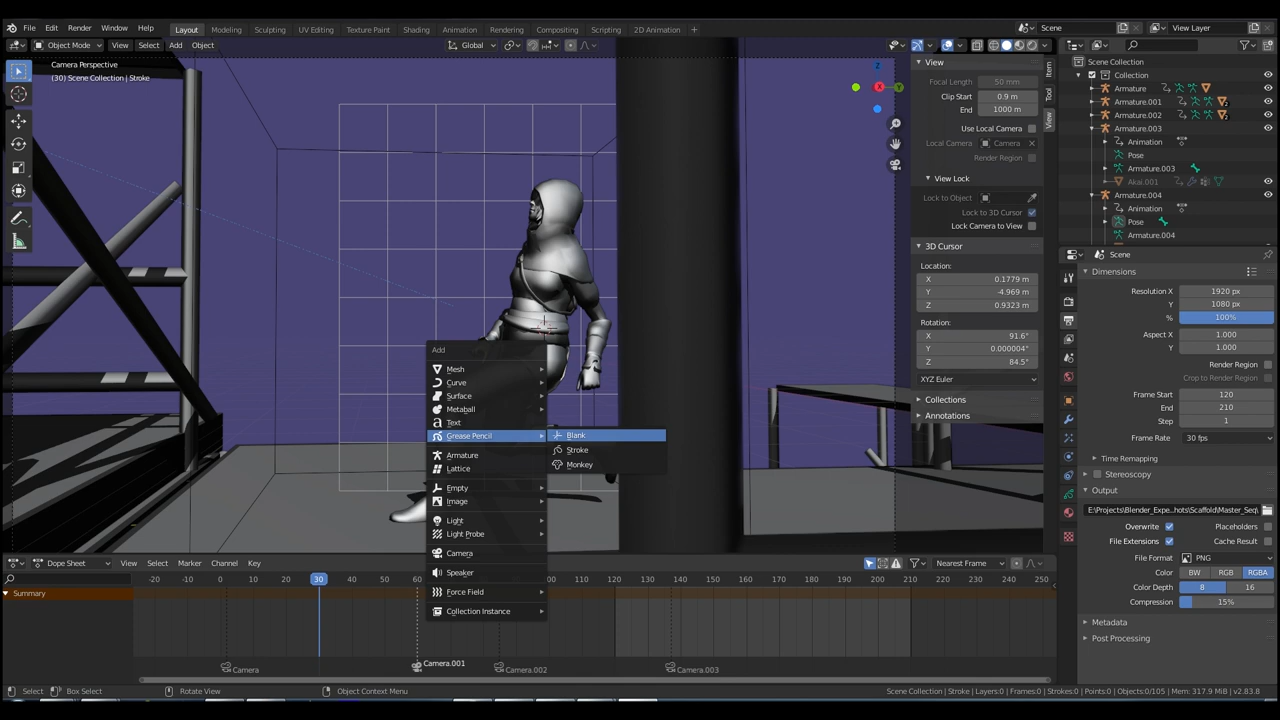 File Edit Render Window Help Layout Modeling Sculpting UV Editing Texture Paint Shading Animation Rendering Compositing Scripting 2D Animation + Scene View Layer
Object Mode View Select Add Object Global
Camera Perspective
(30) Scene Collection | Stroke
Z
X
Y
View
Focal Length 50 mm
Clip Start 0.9 m
End 1000 m
Use Local Camera
Local Camera Camera
Render Region
View Lock
Lock to Object
Lock to 3D Cursor
Lock Camera to View
3D Cursor
Location:
X 0.1779 m
Y -4.969 m
Z 0.9323 m
Rotation:
X 91.6°
Y 0.000004°
Z 84.5°
XYZ Euler
Collections
Annotations
Item
Tool
View
Scene Collection
Collection
Armature
Armature.001
Armature.002
Armature.003
Animation
Pose
Armature.003
Akai.001
Armature.004
Animation
Pose
Armature.004
Scene
Dimensions
Resolution X 1920 px
Y 1080 px
% 100%
Aspect X 1.000
Y 1.000
Render Region
Crop to Render Region
Frame Start 120
End 210
Step 1
Frame Rate 30 fps
Time Remapping
Stereoscopy
Output
E:\Projects\Blender_Expe..hots\Scaffold\Master_Seq\
Overwrite Placeholders
File Extensions Cache Result
File Format PNG
Color BW RGB RGBA
Color Depth 8 16
Compression 15%
Metadata
Post Processing
Add
Mesh
Curve
Surface
Metaball
Text
Grease Pencil
Armature
Lattice
Empty
Image
Light
Light Probe
Camera
Speaker
Force Field
Collection Instance
Blank
Stroke
Monkey
Dope Sheet View Select Marker Channel Key Nearest Frame
-20 -10 0 10 20 30 40 50 60 100 110 120 130 140 150 160 170 180 190 200 210 220 230 240 250
Summary
Camera Camera.001 Camera.002 Camera.003
Select Box Select Rotate View Object Context Menu Scene Collection | Stroke | Layers:0 | Frames:0 | Strokes:0 | Points:0 | Objects:0/105 | Mem: 317.9 MiB | v2.83.8